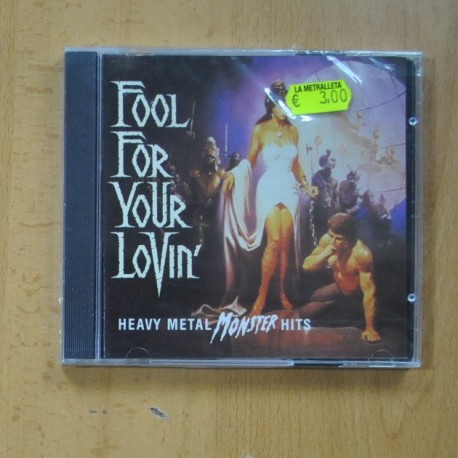 LA METRALLETA
€ 3,00
FOOL
FOR
YOUR
LOVIN'
HEAVY METAL MONSTER HITS